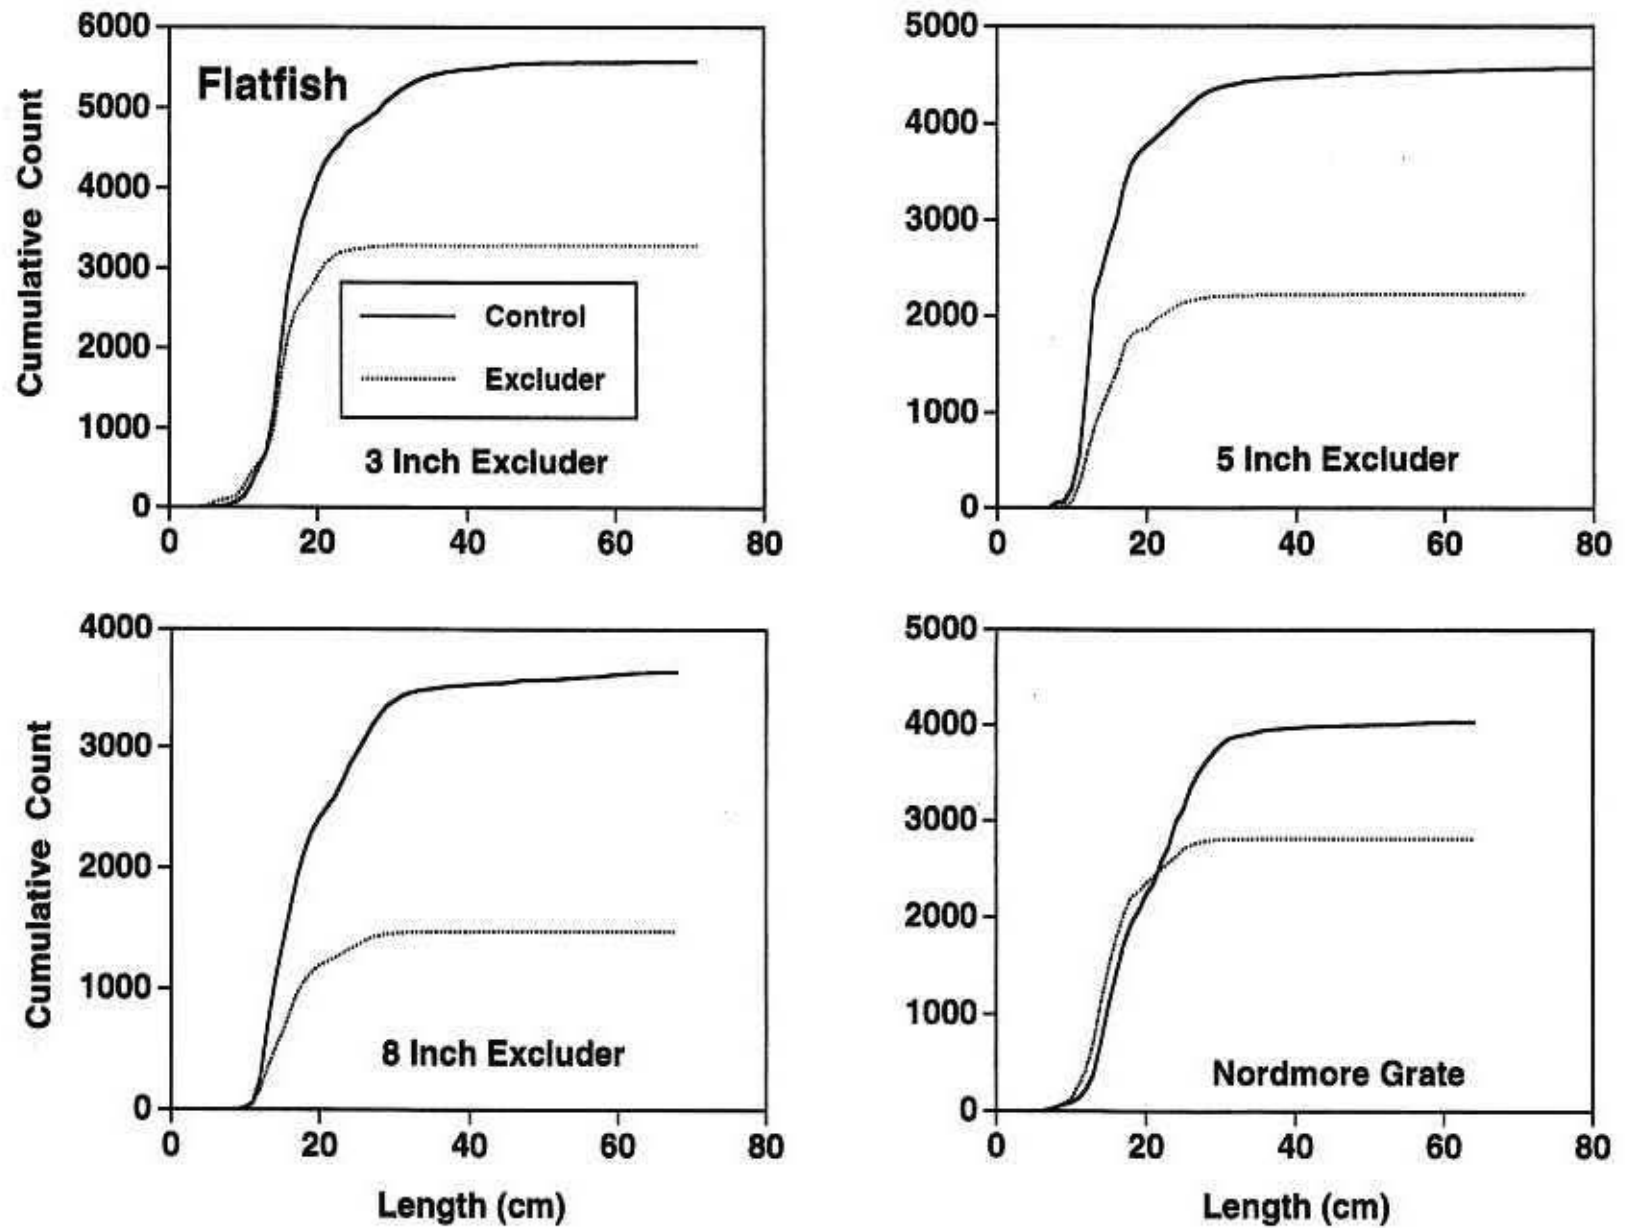 Cumulative Count
6000
5000
4000
3000
2000
1000
0
Flatfish
Control
Excluder
3 Inch Excluder
0 20 40 60 80
5000
4000
3000
2000
1000
0
5 Inch Excluder
0 20 40 60 80
Cumulative Count
4000
3000
2000
1000
0
8 Inch Excluder
0 20 40 60 80
Length (cm)
5000
4000
3000
2000
1000
0
Nordmore Grate
0 20 40 60 80
Length (cm)